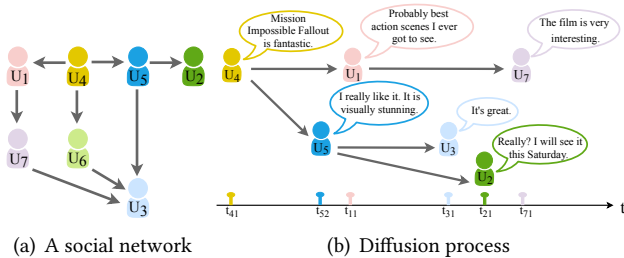 U1
U4
U5
U2
U7
U6
U3
(a) A social network
Mission
Impossible Fallout
is fantastic.
Probably best
action scenes I ever
got to see.
The film is very
interesting.
U4
U1
U7
I really like it. It is
visually stunning.
It's great.
Really? I will see it
this Saturday.
U5
U3
U2
t41
t52
t11
t31
t21
t71
t
(b) Diffusion process